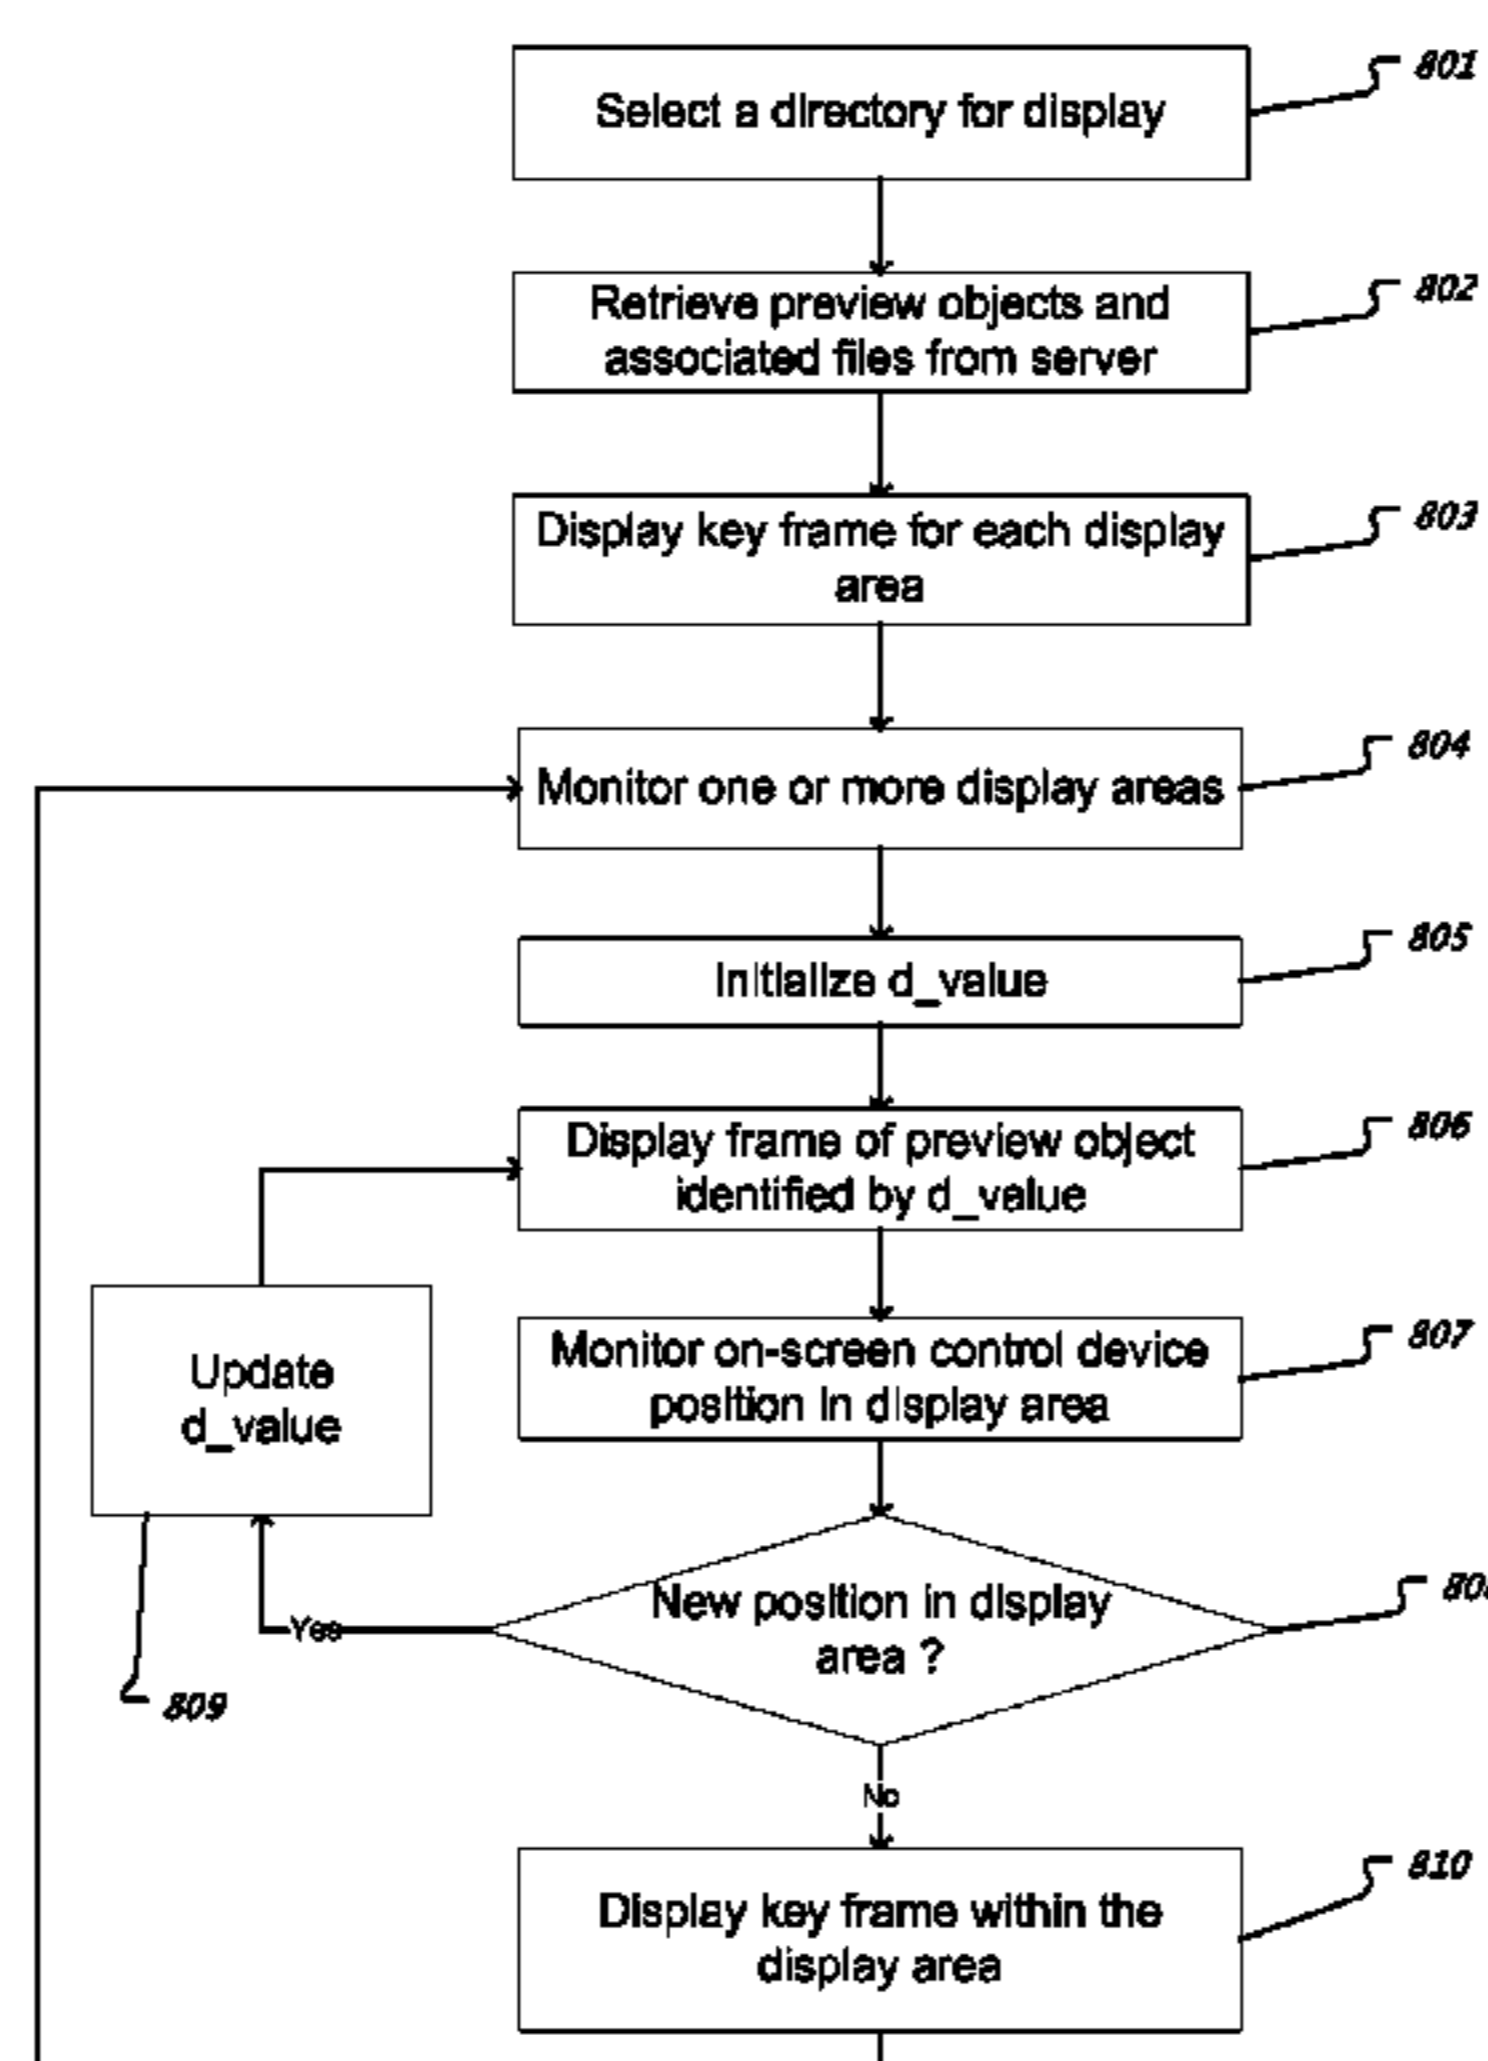 Select a directory for display
801
Retrieve preview objects and
associated files from server
802
Display key frame for each display
area
803
Monitor one or more display areas
804
Initialize d_value
805
Display frame of preview object
identified by d_value
806
Update
d_value
Monitor on-screen control device
position in display area
807
New position in display
area ?
Yes
809
No
Display key frame within the
display area
810